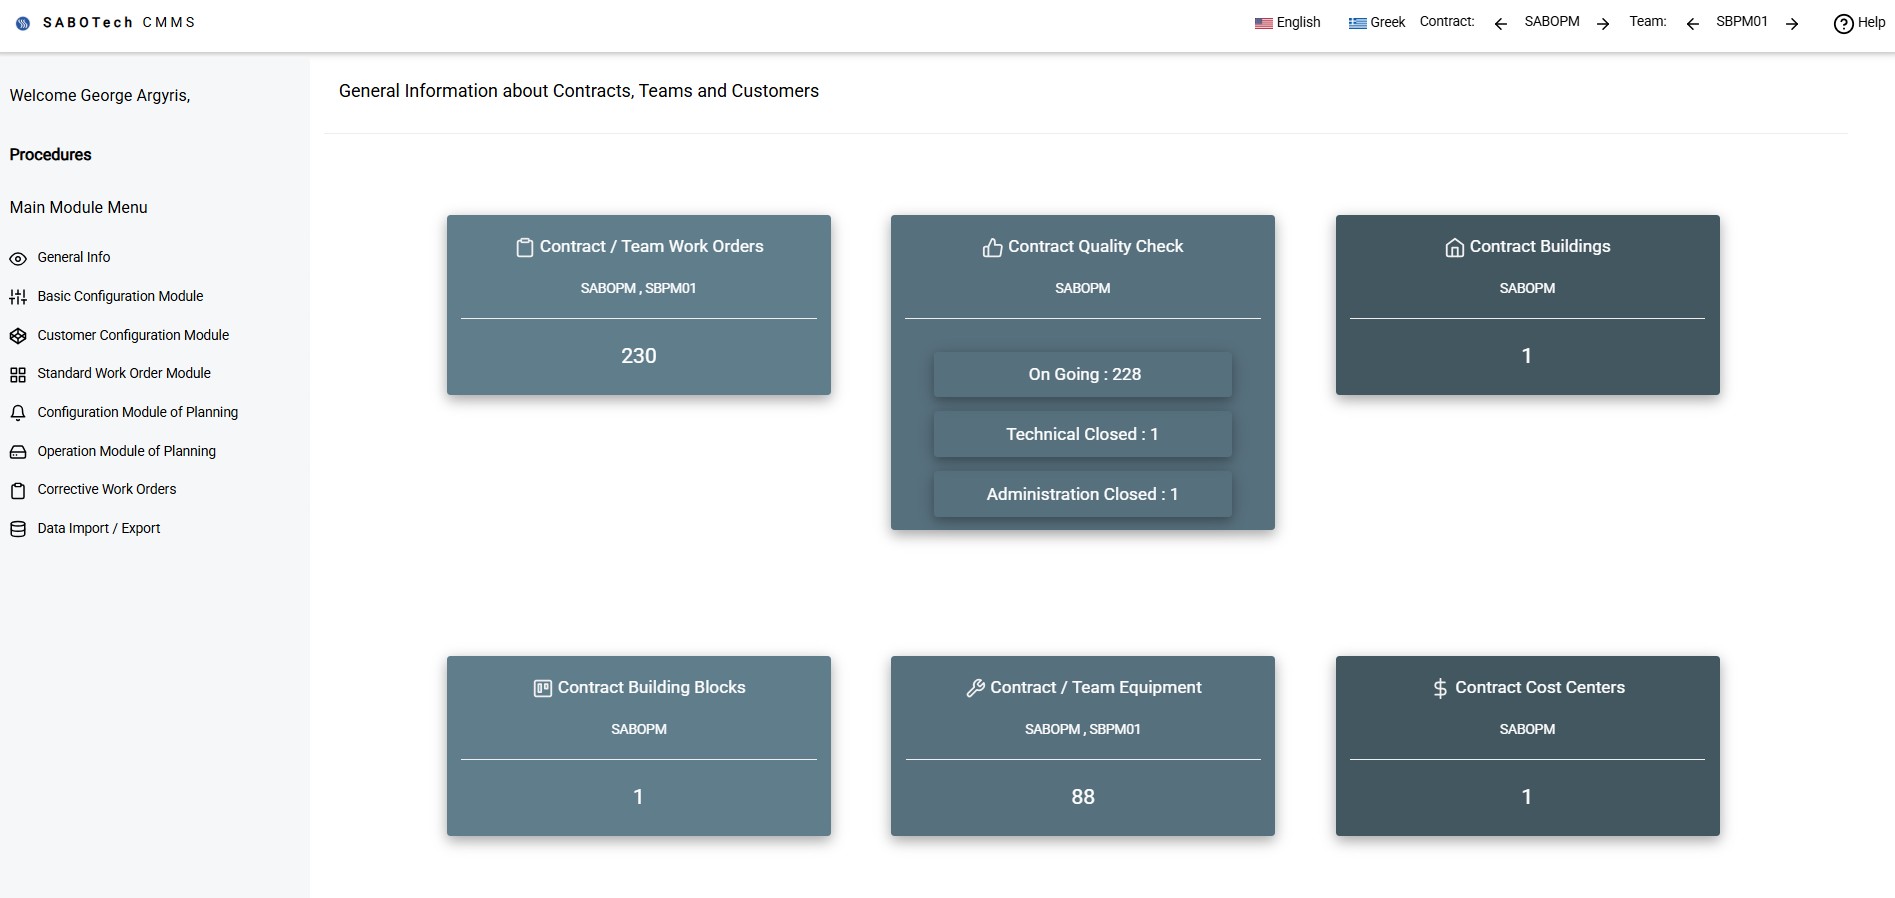 SABOTech CMMS
English
Greek
Contract:
SABOPM
Team:
SBPM01
Help
Welcome George Argyris,
Procedures
Main Module Menu
General Info
Basic Configuration Module
Customer Configuration Module
Standard Work Order Module
Configuration Module of Planning
Operation Module of Planning
Corrective Work Orders
Data Import / Export
General Information about Contracts, Teams and Customers
Contract / Team Work Orders
SABOPM , SBPM01
230
Contract Quality Check
SABOPM
On Going : 228
Technical Closed : 1
Administration Closed : 1
Contract Buildings
SABOPM
1
Contract Building Blocks
SABOPM
1
Contract / Team Equipment
SABOPM , SBPM01
88
Contract Cost Centers
SABOPM
1